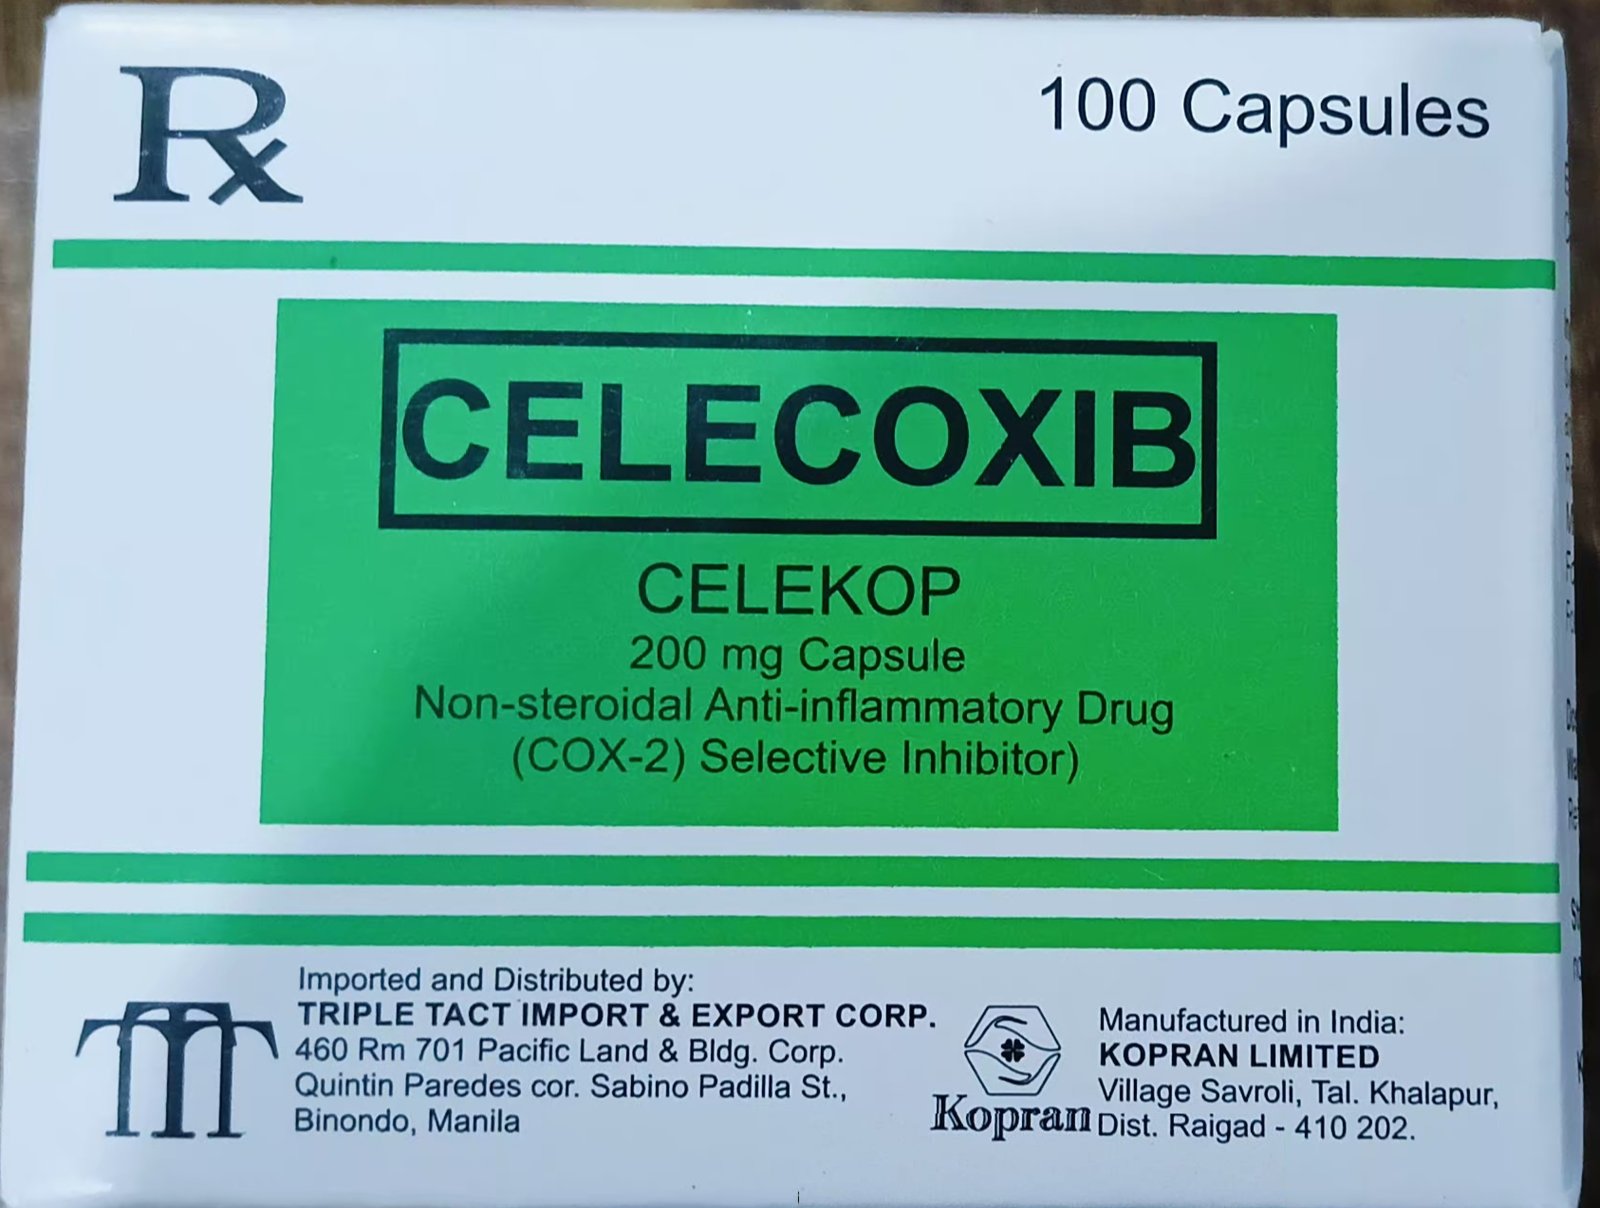 Rx
100 Capsules
CELECOXIB
CELEKOP
200 mg Capsule
Non-steroidal Anti-inflammatory Drug
(COX-2) Selective Inhibitor)
Imported and Distributed by:
TRIPLE TACT IMPORT & EXPORT CORP.
460 Rm 701 Pacific Land & Bldg. Corp.
Quintin Paredes cor. Sabino Padilla St.,
Binondo, Manila
Kopran
Manufactured in India:
KOPRAN LIMITED
Village Savroli, Tal. Khalapur,
Dist. Raigad - 410 202.